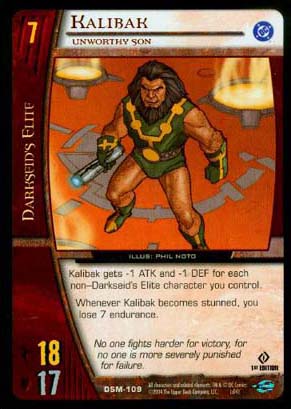 7
KALIBAK
UNWORTHY SON
DC
DARKSEID'S ELITE
ILLUS: PHIL NOTO
Kalibak gets -1 ATK and -1 DEF for each
non–Darkseid's Elite character you control.
Whenever Kalibak becomes stunned, you
lose 7 endurance.
No one fights harder for victory, for
no one is more severely punished
for failure.
18
17
DSM-109
1ST EDITION